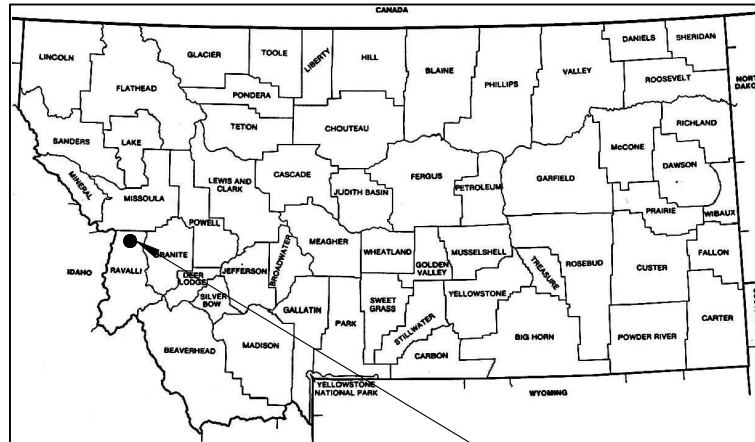 CANADA
LINCOLN
FLATHEAD
GLACIER
TOOLE
LIBERTY
HILL
BLAINE
PHILLIPS
VALLEY
DANIELS
SHERIDAN
ROOSEVELT
PONDERA
TETON
CHOUTEAU
SANDERS
LAKE
MINERAL
MISSOULA
LEWIS AND
CLARK
CASCADE
JUDITH BASIN
FERGUS
PETROLEUM
GARFIELD
McCONE
RICHLAND
DAWSON
PRAIRIE
WIBAUX
POWELL
IDAHO
RAVALLI
DEER
LODGE
SILVER
BOW
JEFFERSON
BROADWATER
MEAGHER
WHEATLAND
GOLDEN
VALLEY
MUSSELSHELL
TREASURE
ROSEBUD
CUSTER
FALLON
BEAVERHEAD
MADISON
GALLATIN
PARK
SWEET
GRASS
STILLWATER
YELLOWSTONE
CARBON
BIG HORN
POWDER RIVER
CARTER
YELLOWSTONE
NATIONAL PARK
WYOMING